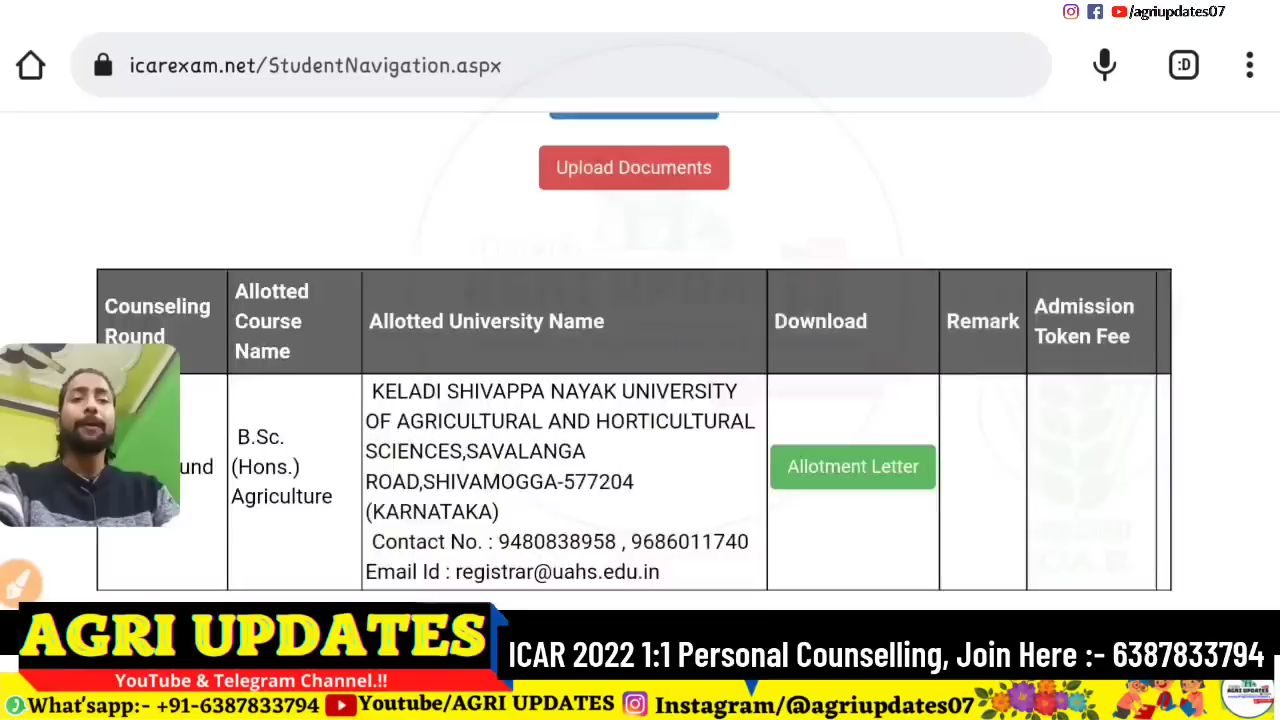 /agriupdates07
icarexam.net/StudentNavigation.aspx
:D
Upload Documents
Counseling
Round
Allotted
Course
Name
Allotted University Name
Download
Remark
Admission
Token Fee
und
B.Sc.
(Hons.)
Agriculture
KELADI SHIVAPPA NAYAK UNIVERSITY
OF AGRICULTURAL AND HORTICULTURAL
SCIENCES,SAVALANGA
ROAD,SHIVAMOGGA-577204
(KARNATAKA)
Contact No. : 9480838958 , 9686011740
Email Id : registrar@uahs.edu.in
Allotment Letter
AGRI UPDATES
YouTube & Telegram Channel.!!
ICAR 2022 1:1 Personal Counselling, Join Here :- 6387833794
What'sapp:- +91-6387833794 Youtube/AGRI UPDATES Instagram/@agriupdates07